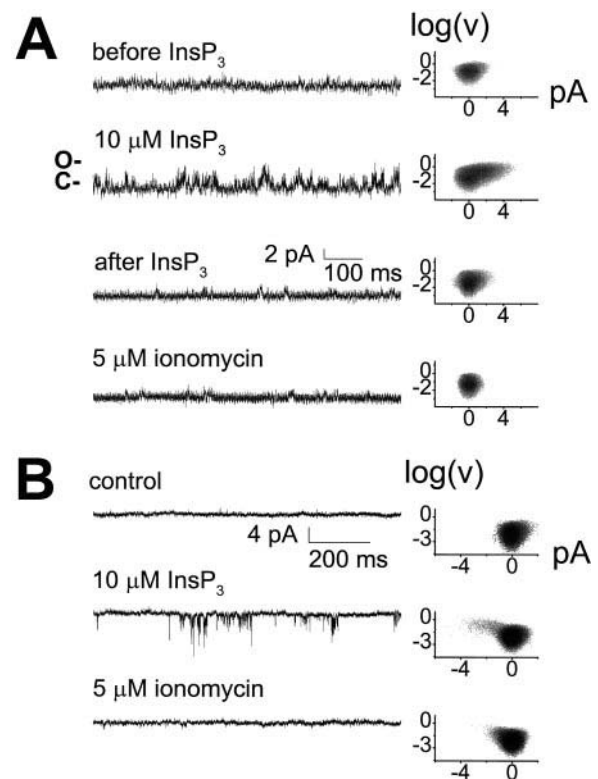 A
log(v)
before InsP3
0
-2
0 4
pA
10 μM InsP3
O-
C-
0
-2
0 4
after InsP3
2 pA
100 ms
0
-2
0 4
5 μM ionomycin
0
-2
0 4
B
log(v)
control
4 pA
200 ms
0
-3
-4 0
pA
10 μM InsP3
0
-3
-4 0
5 μM ionomycin
0
-3
-4 0